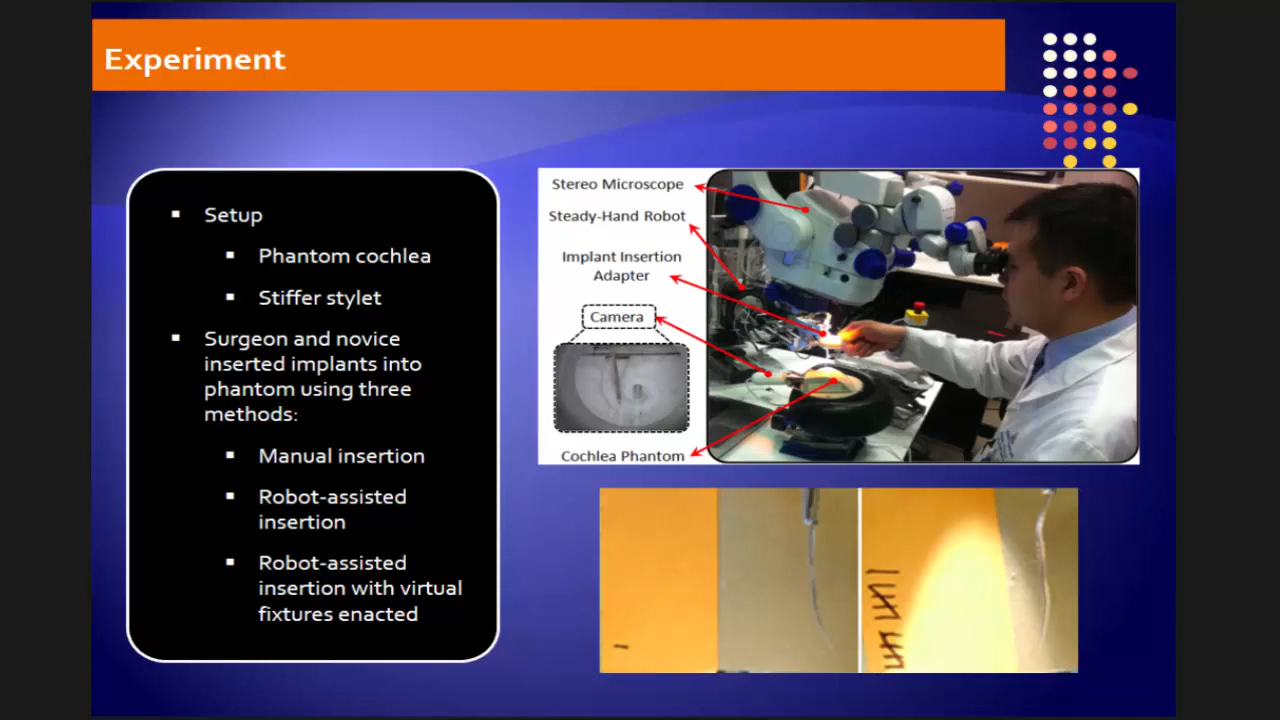 Experiment
Setup
Phantom cochlea
Stiffer stylet
Surgeon and novice
inserted implants into
phantom using three
methods:
Manual insertion
Robot-assisted
insertion
Robot-assisted
insertion with virtual
fixtures enacted
Stereo Microscope
Steady-Hand Robot
Implant Insertion
Adapter
Camera
Cochlea Phantom